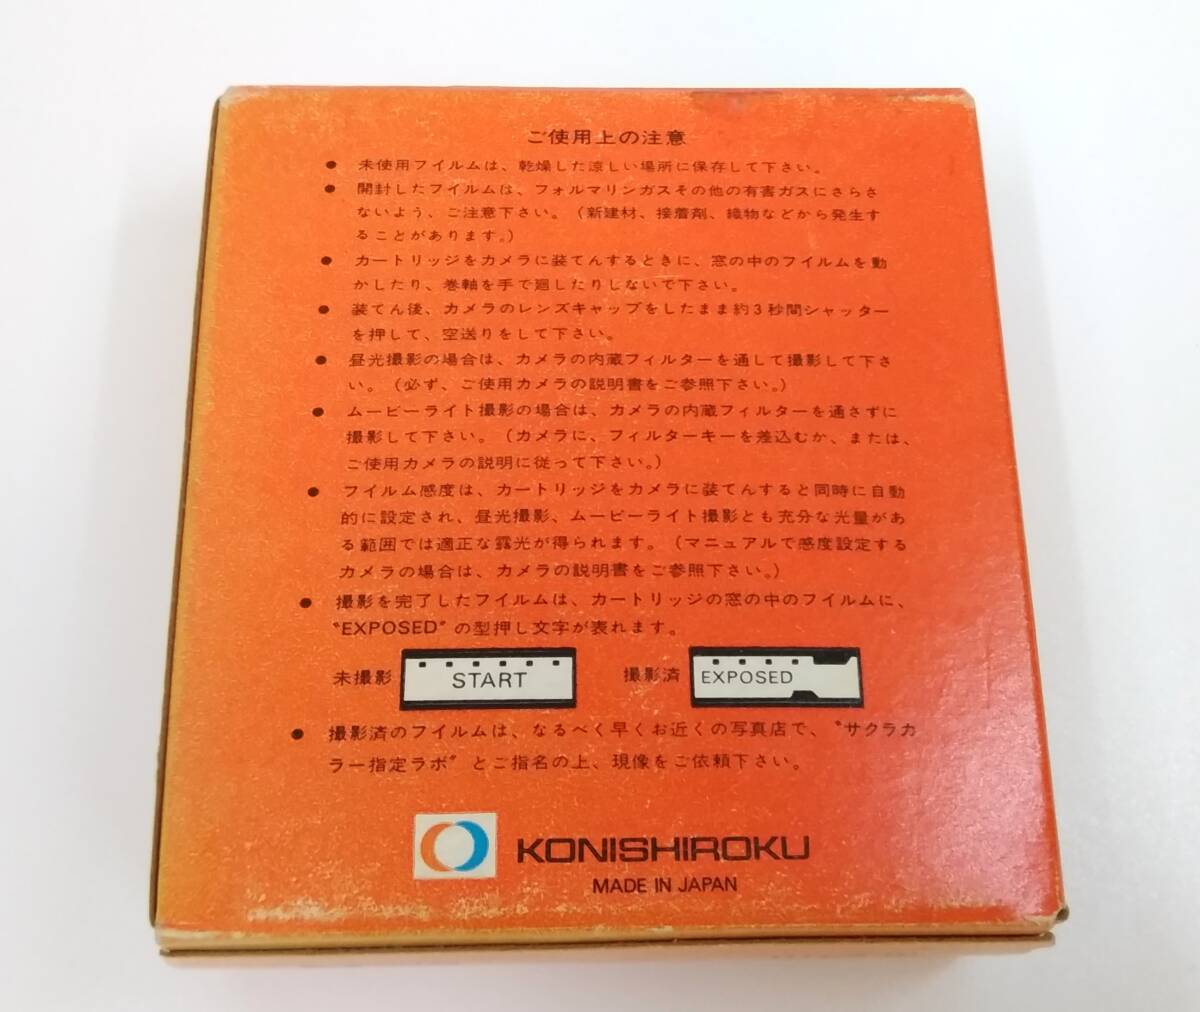 ご使用上の注意
● 未使用フイルムは、乾燥した涼しい場所に保存して下さい。
● 開封したフイルムは、フォルマリンガスその他の有害ガスにさらさ
ないよう、ご注意下さい。（新建材、接着剤、織物などから発生す
ることがあります。）
● カートリッジをカメラに装てんするときに、窓の中のフイルムを動
かしたり、巻軸を手で廻したりしないで下さい。
● 装てん後、カメラのレンズキャップをしたまま約3秒間シャッター
を押して、空送りをして下さい。
● 昼光撮影の場合は、カメラの内蔵フィルターを通して撮影して下さ
い。（必ず、ご使用カメラの説明書をご参照下さい。）
● ムービーライト撮影の場合は、カメラの内蔵フィルターを通さずに
撮影して下さい。（カメラに、フィルターキーを差込むか、または、
ご使用カメラの説明に従って下さい。）
● フイルム感度は、カートリッジをカメラに装てんすると同時に自動
的に設定され、昼光撮影、ムービーライト撮影とも充分な光量があ
る範囲では適正な露光が得られます。（マニュアルで感度設定する
カメラの場合は、カメラの説明書をご参照下さい。）
● 撮影を完了したフイルムは、カートリッジの窓の中のフイルムに、
“EXPOSED”の型押し文字が表れます。
未撮影 START 撮影済 EXPOSED
● 撮影済のフイルムは、なるべく早くお近くの写真店で、“サクラカ
ラー指定ラボ”とご指名の上、現像をご依頼下さい。
KONISHIROKU
MADE IN JAPAN